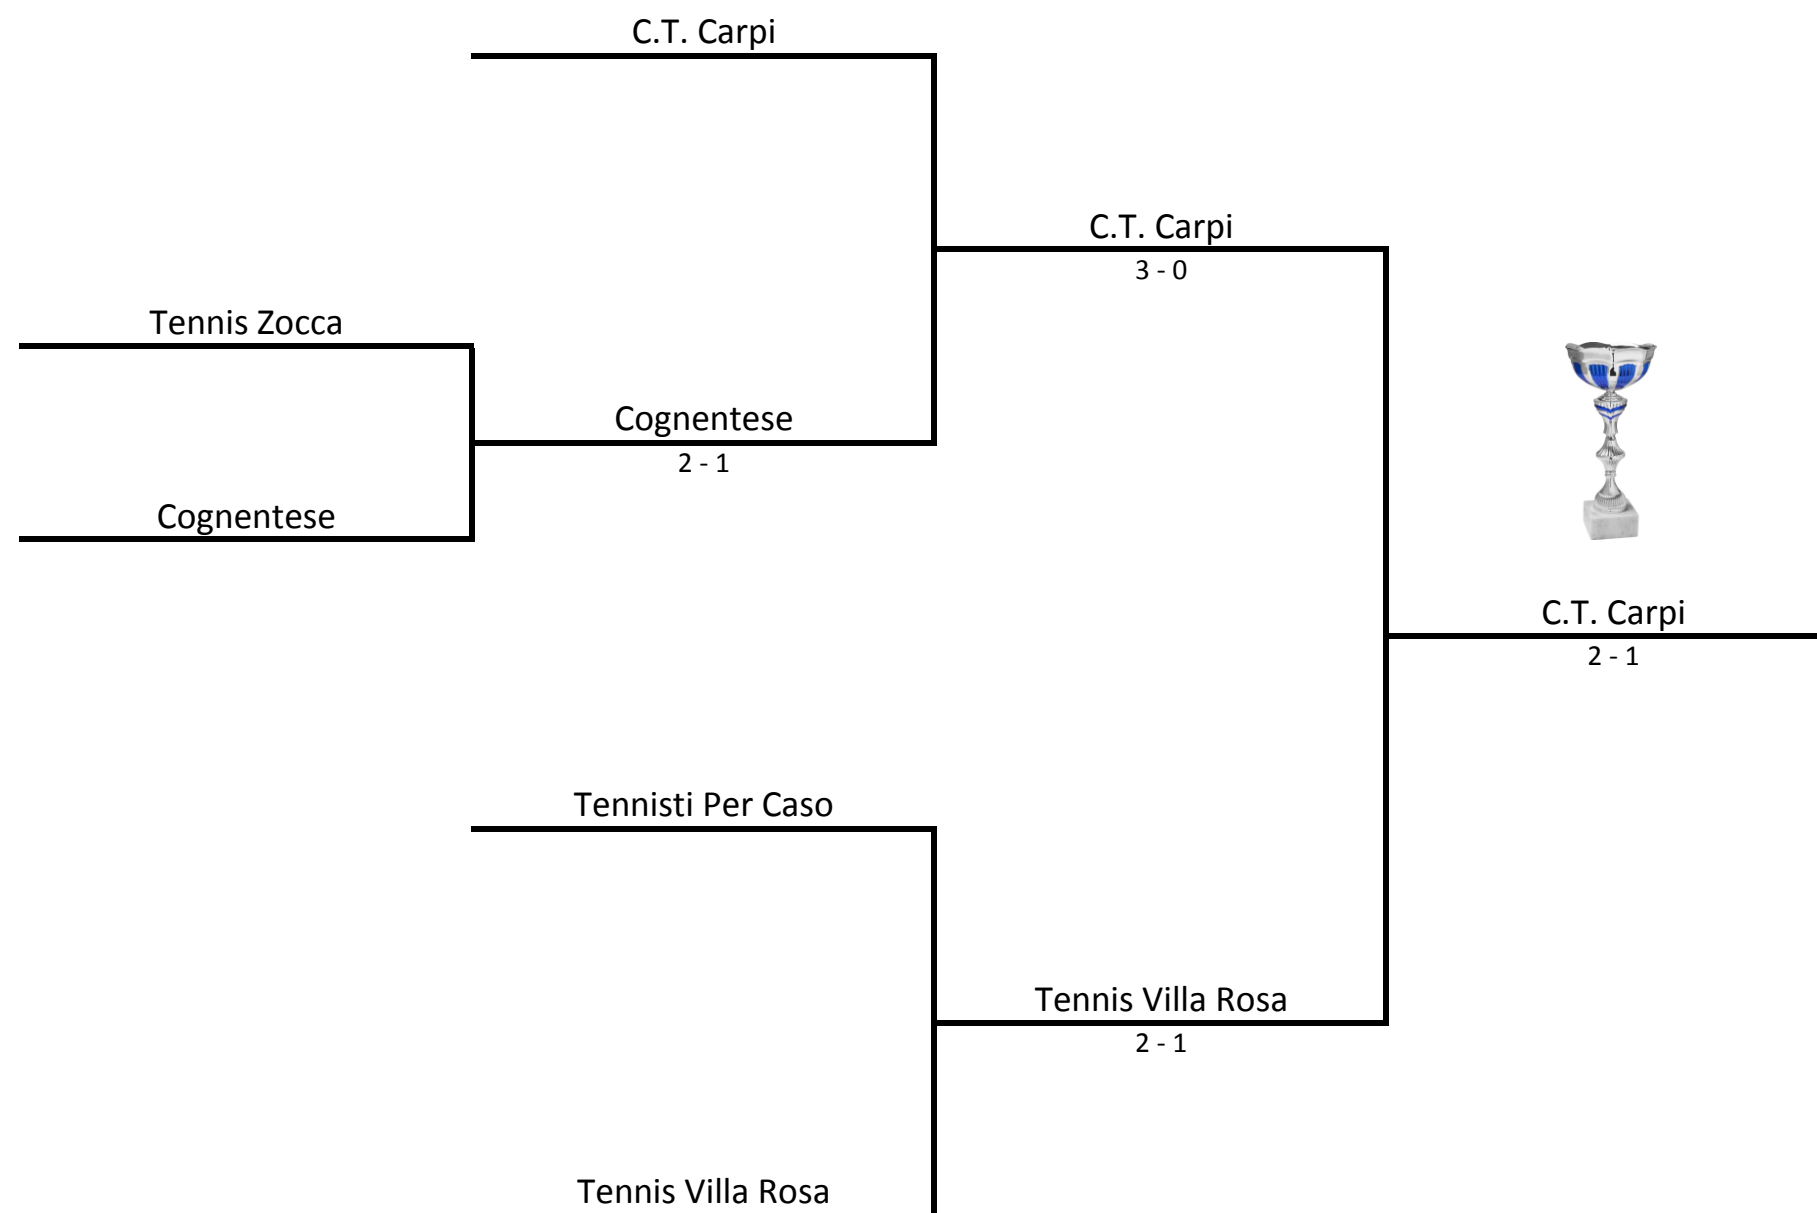 C.T. Carpi
C.T. Carpi
3 - 0
Tennis Zocca
Cognentese
2 - 1
Cognentese
C.T. Carpi
2 - 1
Tennisti Per Caso
Tennis Villa Rosa
2 - 1
Tennis Villa Rosa